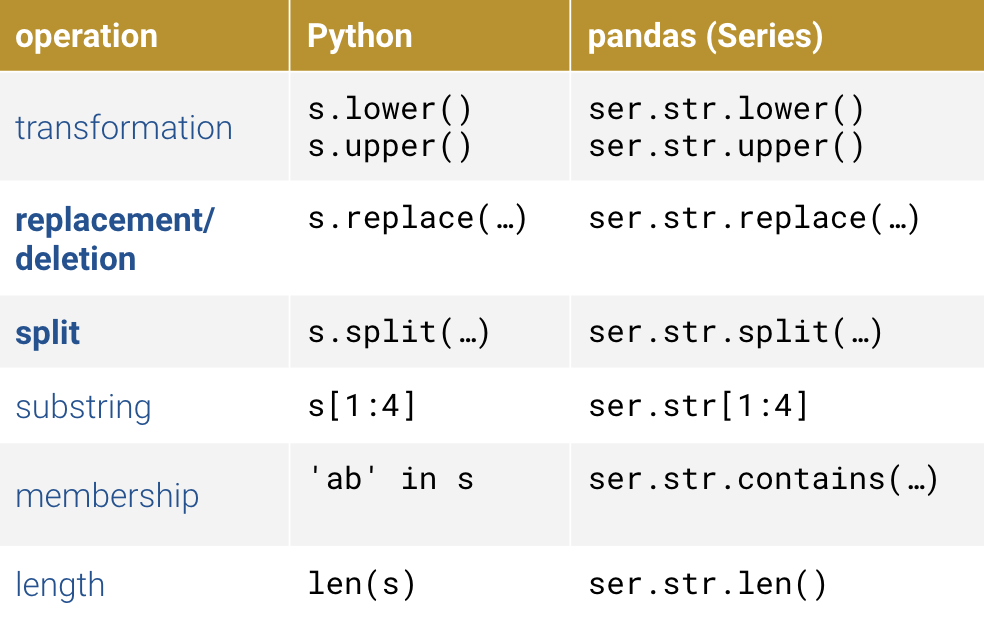 operation Python pandas (Series)
transformation
s.lower() ser.str.lower()
s.upper() ser.str.upper()
replacement/
deletion
s.replace(…) ser.str.replace(…)
split s.split(…) ser.str.split(…)
substring s[1:4] ser.str[1:4]
membership 'ab' in s ser.str.contains(…)
length len(s) ser.str.len()